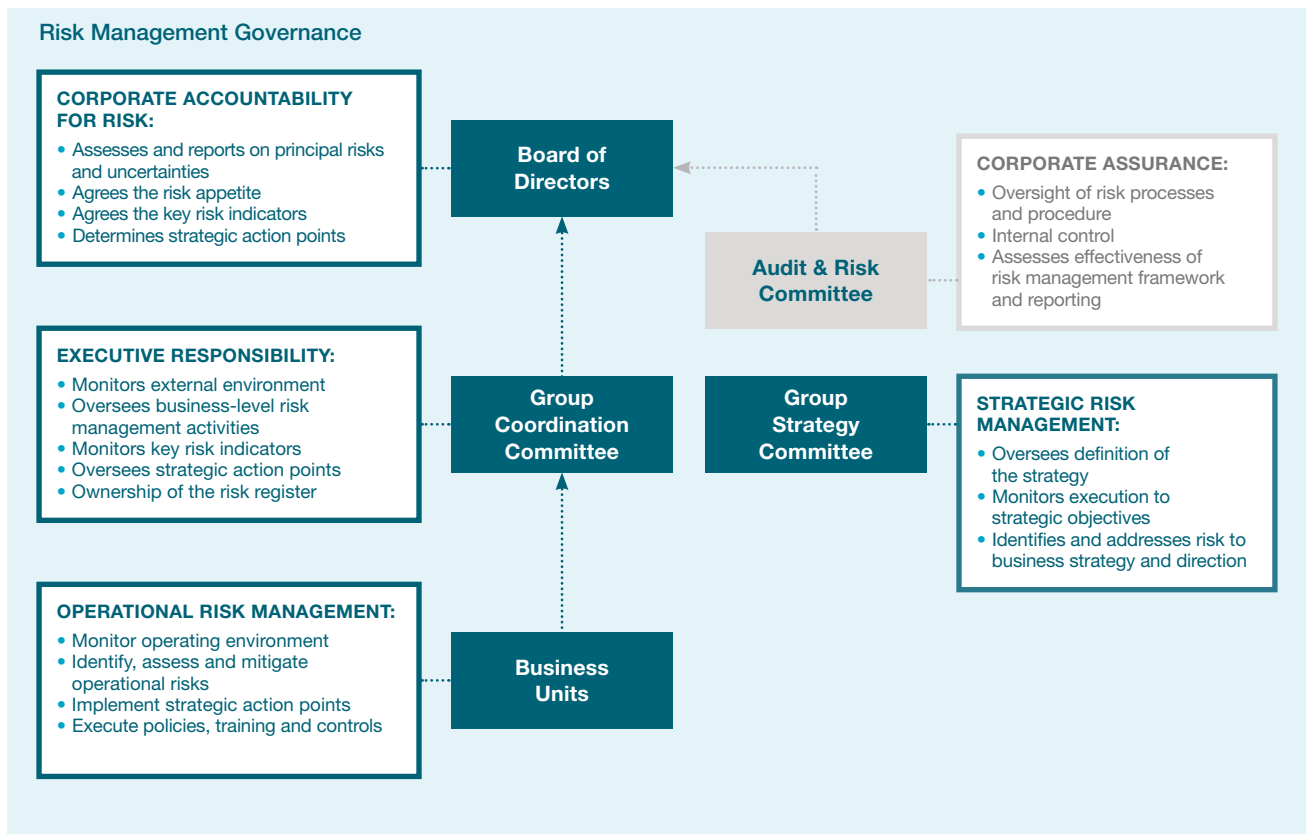 Risk Management Governance
CORPORATE ACCOUNTABILITY
FOR RISK:
• Assesses and reports on principal risks
and uncertainties
• Agrees the risk appetite
• Agrees the key risk indicators
• Determines strategic action points
Board of
Directors
CORPORATE ASSURANCE:
• Oversight of risk processes
and procedure
• Internal control
• Assesses effectiveness of
risk management framework
and reporting
Audit & Risk
Committee
EXECUTIVE RESPONSIBILITY:
• Monitors external environment
• Oversees business-level risk
management activities
• Monitors key risk indicators
• Oversees strategic action points
• Ownership of the risk register
Group
Coordination
Committee
Group
Strategy
Committee
STRATEGIC RISK
MANAGEMENT:
• Oversees definition of
the strategy
• Monitors execution to
strategic objectives
• Identifies and addresses risk to
business strategy and direction
OPERATIONAL RISK MANAGEMENT:
• Monitor operating environment
• Identify, assess and mitigate
operational risks
• Implement strategic action points
• Execute policies, training and controls
Business
Units